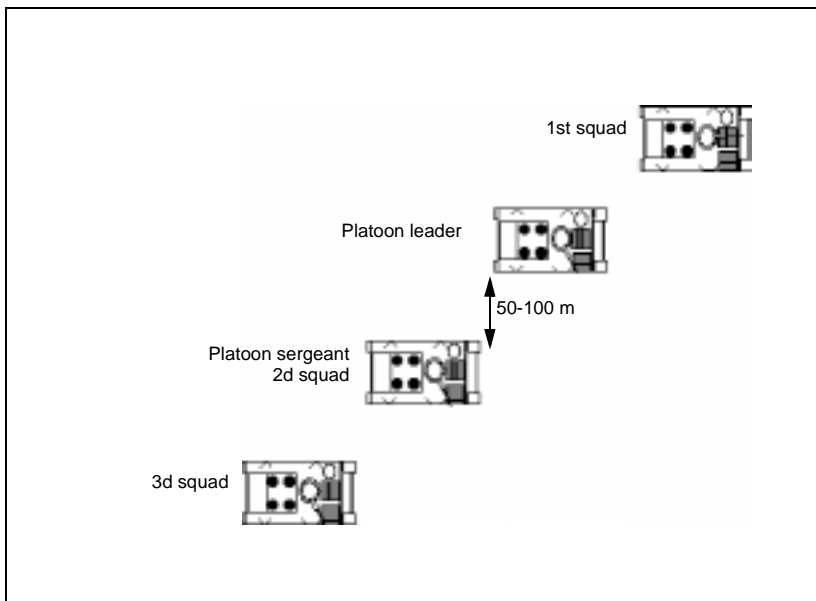 1st squad
Platoon leader
50-100 m
Platoon sergeant
2d squad
3d squad